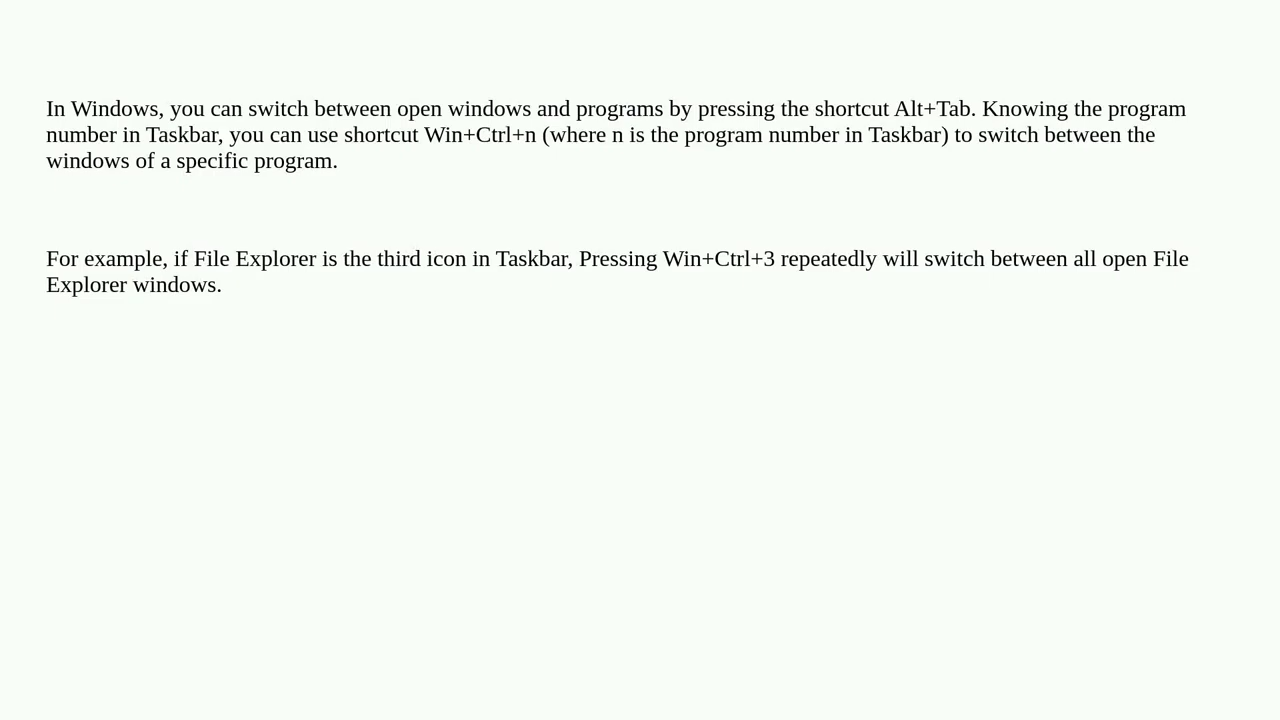 In Windows, you can switch between open windows and programs by pressing the shortcut Alt+Tab. Knowing the program
number in Taskbar, you can use shortcut Win+Ctrl+n (where n is the program number in Taskbar) to switch between the
windows of a specific program.
For example, if File Explorer is the third icon in Taskbar, Pressing Win+Ctrl+3 repeatedly will switch between all open File
Explorer windows.